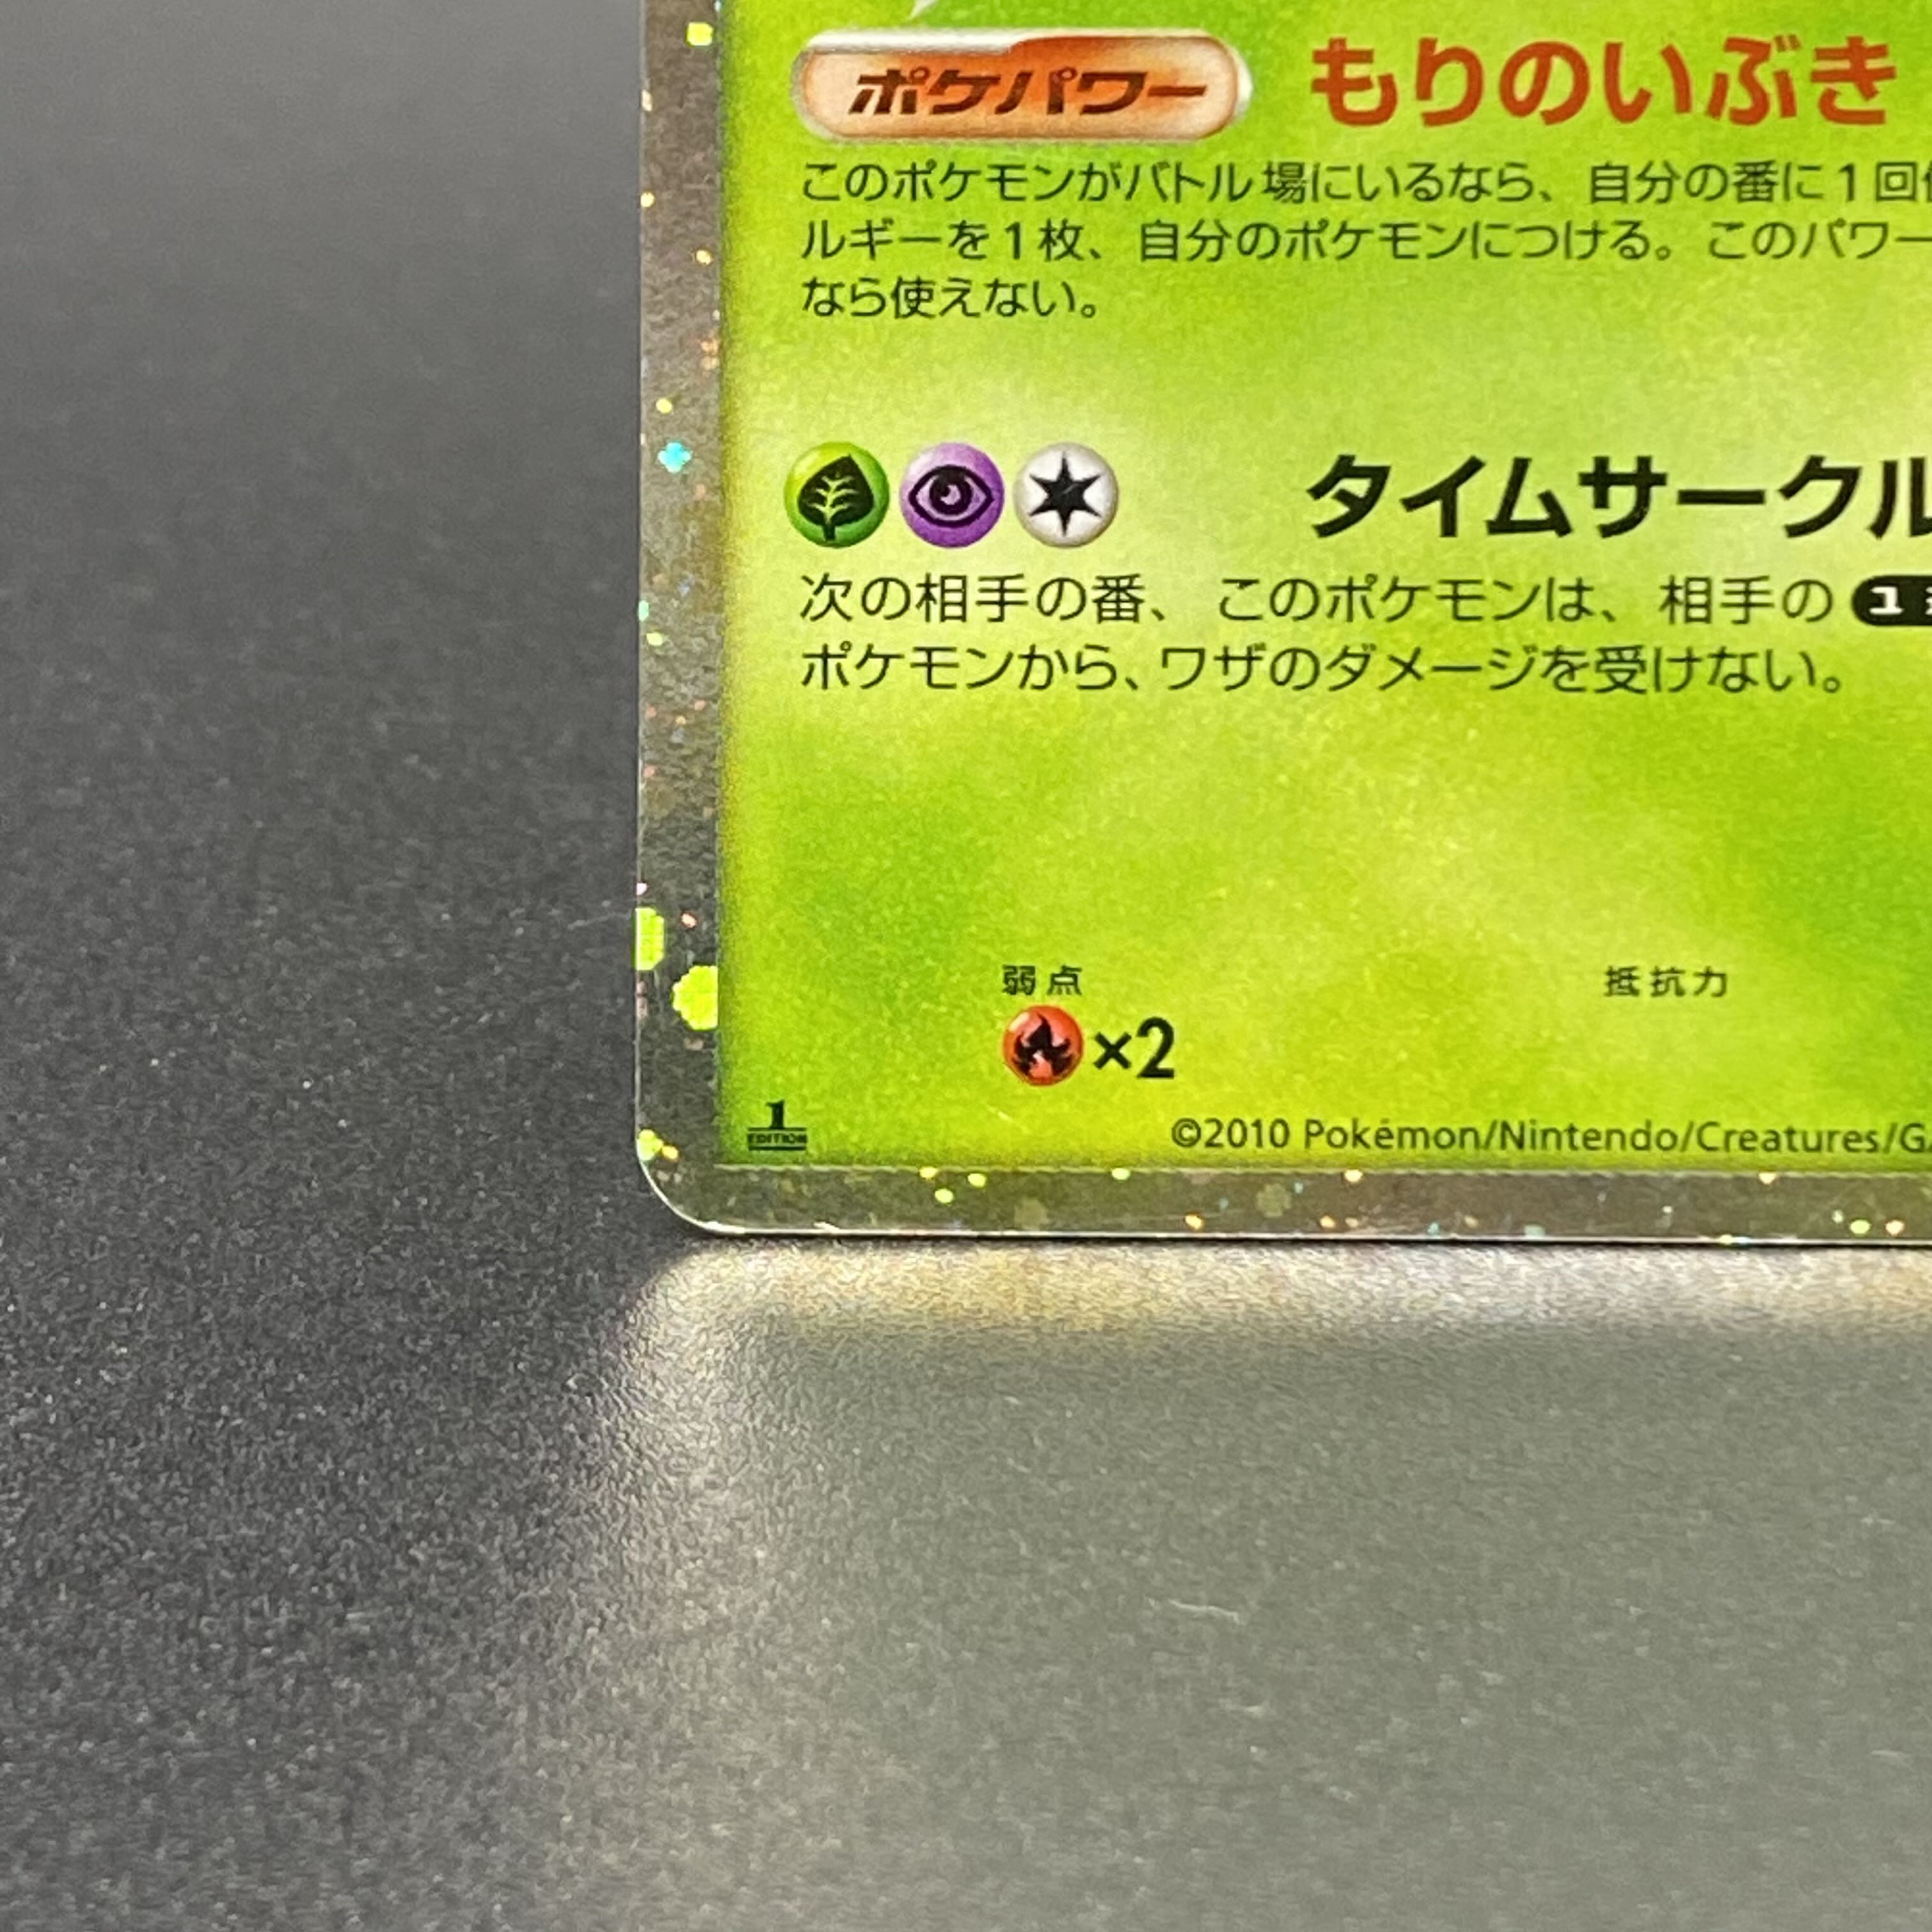 ポケパワー もりのいぶき
このポケモンがバトル場にいるなら、自分の番に1回
ルギーを1枚、自分のポケモンにつける。このパワー
なら使えない。
タイムサークル
次の相手の番、このポケモンは、相手の 1
ポケモンから、ワザのダメージを受けない。
弱点 抵抗力
×2
1 EDITION
©2010 Pokémon/Nintendo/Creatures/G